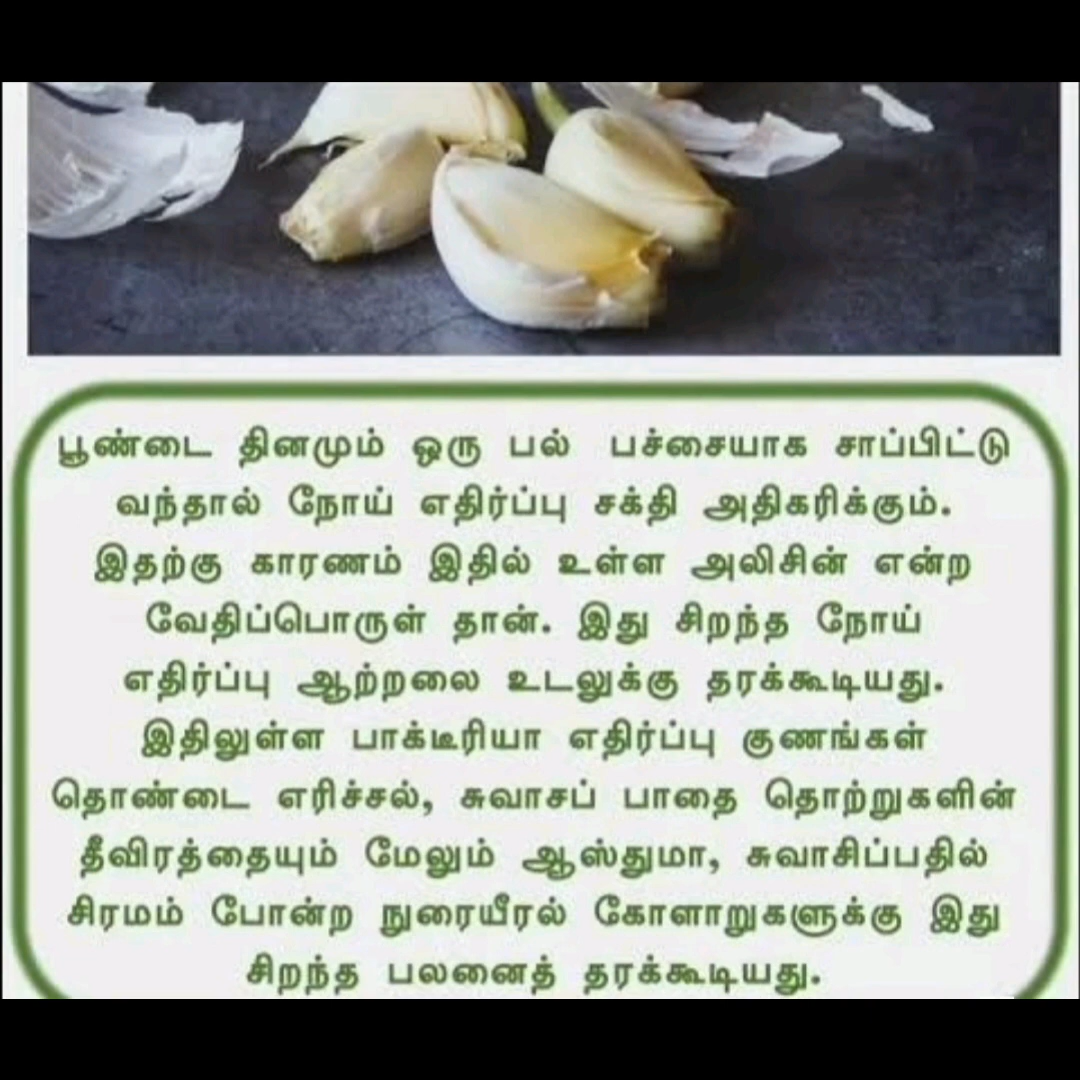 பூண்டை தினமும் ஒரு பல் பச்சையாக சாப்பிட்டு
வந்தால் நோய் எதிர்ப்பு சக்தி அதிகரிக்கும்.
இதற்கு காரணம் இதில் உள்ள அலிசின் என்ற
வேதிப்பொருள் தான். இது சிறந்த நோய்
எதிர்ப்பு ஆற்றலை உடலுக்கு தரக்கூடியது.
இதிலுள்ள பாக்டீரியா எதிர்ப்பு குணங்கள்
தொண்டை எரிச்சல், சுவாசப் பாதை தொற்றுகளின்
தீவிரத்தையும் மேலும் ஆஸ்துமா, சுவாசிப்பதில்
சிரமம் போன்ற நுரையீரல் கோளாறுகளுக்கு இது
சிறந்த பலனைத் தரக்கூடியது.